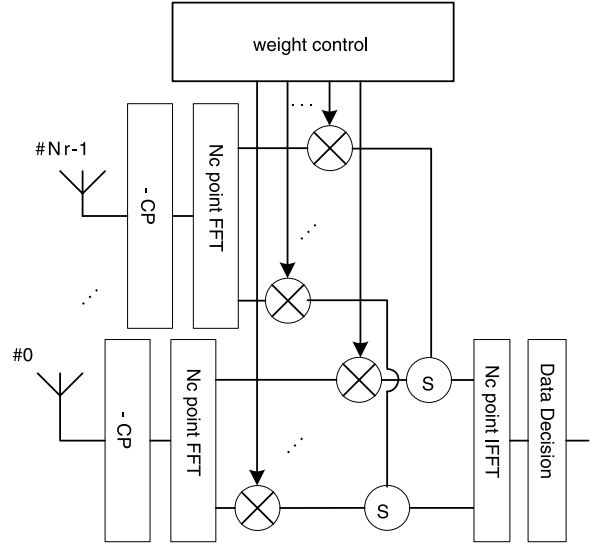 weight control
#Nr-1
- CP
Nc point FFT
#0
- CP
Nc point FFT
S
S
Nc point IFFT
Data Decision